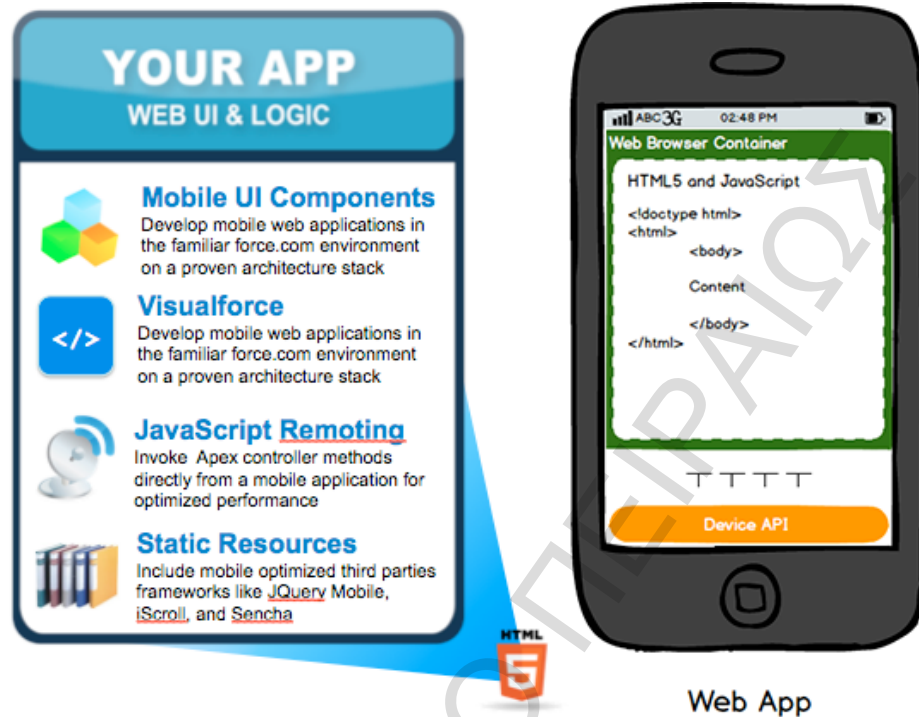 YOUR APP
WEB UI & LOGIC
Mobile UI Components
Develop mobile web applications in
the familiar force.com environment
on a proven architecture stack
</>
Visualforce
Develop mobile web applications in
the familiar force.com environment
on a proven architecture stack
JavaScript Remoting
Invoke Apex controller methods
directly from a mobile application for
optimized performance
Static Resources
Include mobile optimized third parties
frameworks like JQuery Mobile,
iScroll, and Sencha
HTML
5
ABC 3G 02:48 PM
Web Browser Container
HTML5 and JavaScript
<!doctype html>
<html>
<body>
Content
</body>
</html>
Device API
Web App
Ο ΠΕΙΡΑΙΩΣ